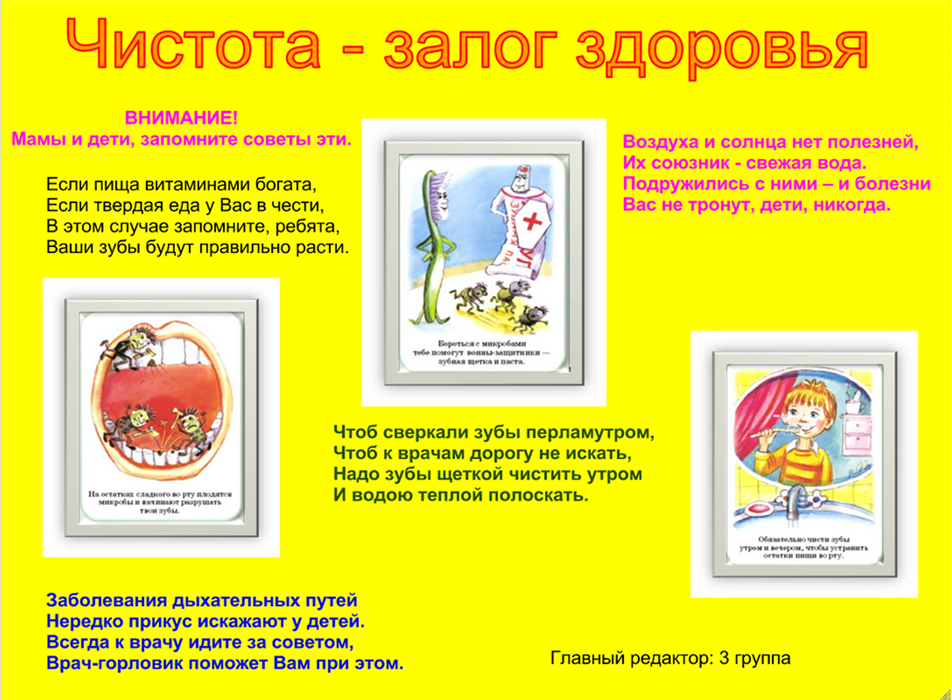 Чистота - залог здоровья
ВНИМАНИЕ!
Мамы и дети, запомните советы эти.
Если пища витаминами богата,
Если твердая еда у Вас в чести,
В этом случае запомните, ребята,
Ваши зубы будут правильно расти.
Воздуха и солнца нет полезней,
Их союзник - свежая вода.
Подружились с ними – и болезни
Вас не тронут, дети, никогда.
Бороться с микробами
тебе помогут воины-защитники —
зубная щетка и паста.
На остатках сладкого во рту плодятся
микробы и начинают разрушать
твои зубы.
Чтоб сверкали зубы перламутром,
Чтоб к врачам дорогу не искать,
Надо зубы щеткой чистить утром
И водою теплой полоскать.
Обязательно чисти зубы
утром и вечером, чтобы устранить
остатки пищи во рту.
Заболевания дыхательных путей
Нередко прикус искажают у детей.
Всегда к врачу идите за советом,
Врач-горловик поможет Вам при этом.
Главный редактор: 3 группа